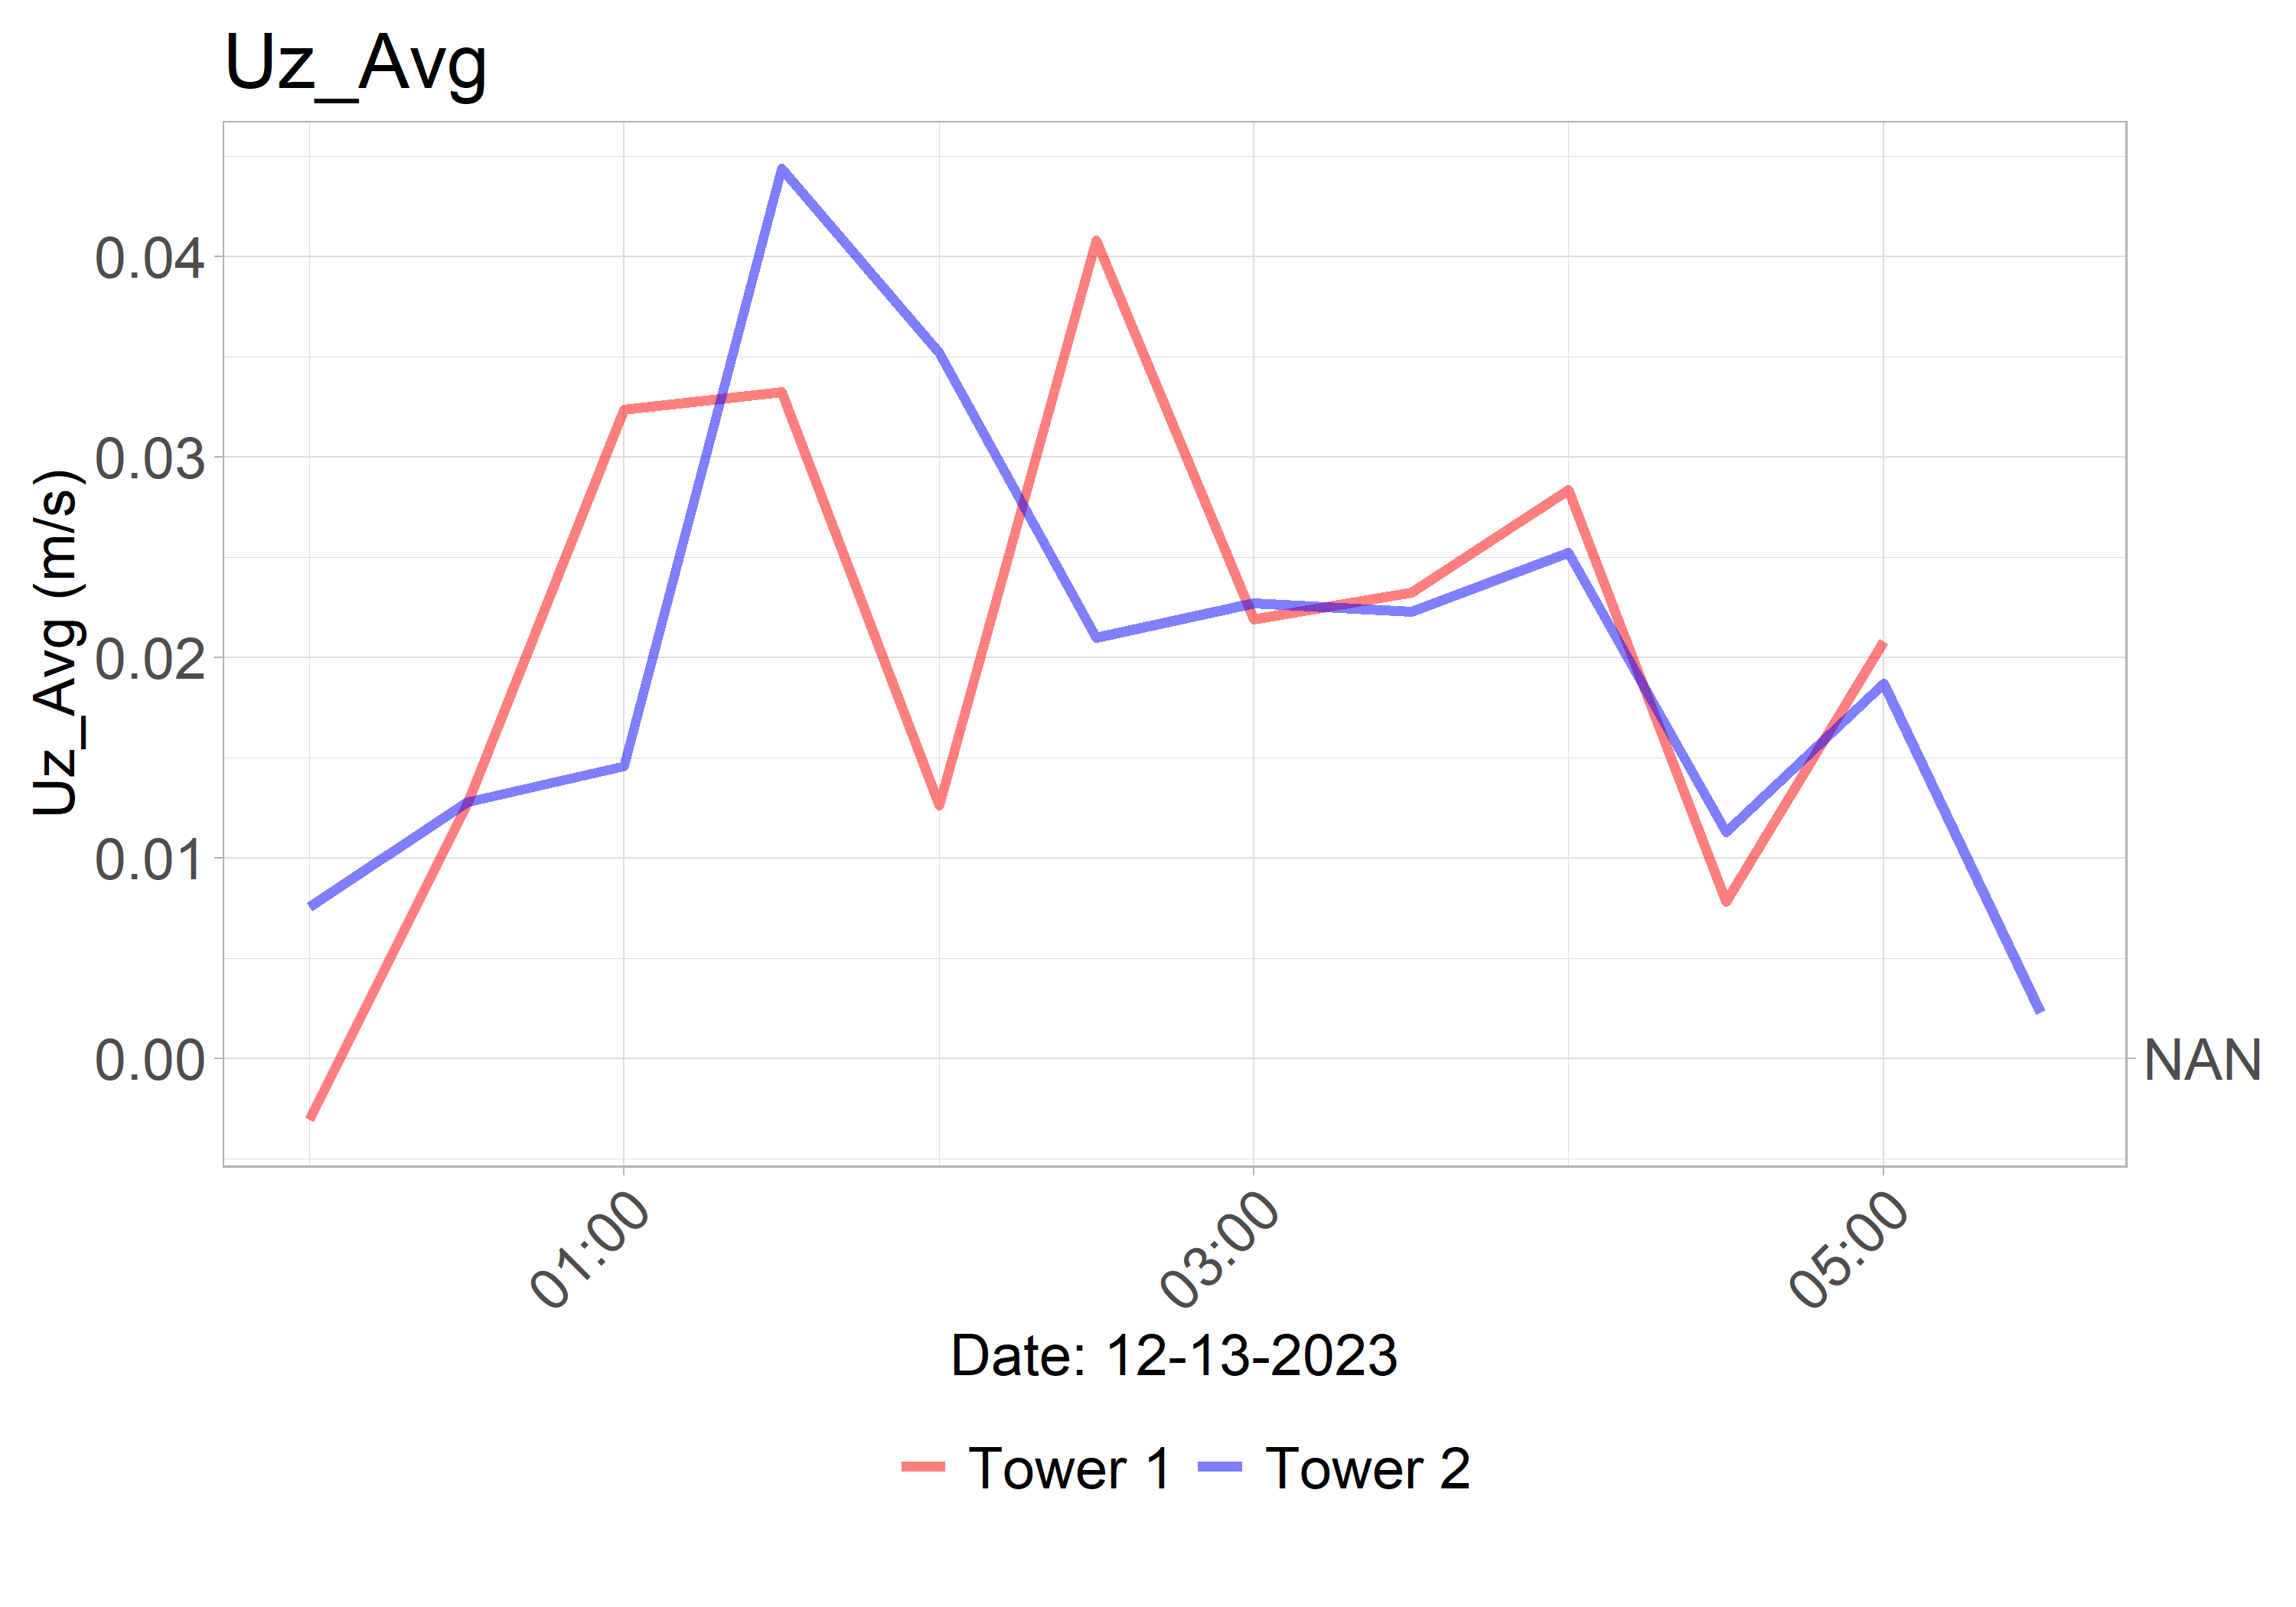 Uz_Avg
Uz_Avg (m/s)
0.04
0.03
0.02
0.01
0.00
NAN
01:00
03:00
05:00
Date: 12-13-2023
Tower 1
Tower 2